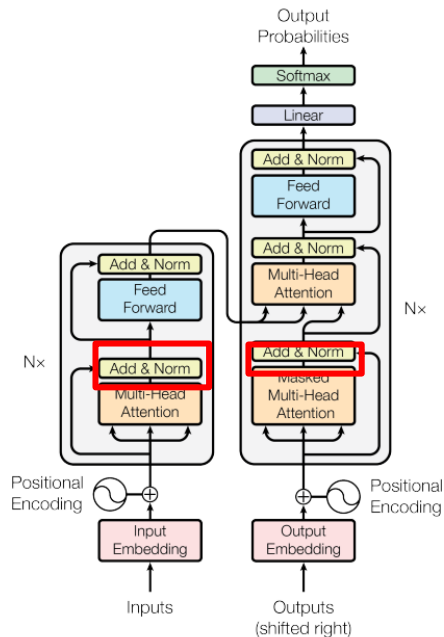 Output
Probabilities
Softmax
Linear
Add & Norm
Feed
Forward
Add & Norm
Multi-Head
Attention
Nx
Add & Norm
Masked
Multi-Head
Attention
Add & Norm
Feed
Forward
Nx
Add & Norm
Multi-Head
Attention
Positional
Encoding
Positional
Encoding
Input
Embedding
Output
Embedding
Inputs
Outputs
(shifted right)